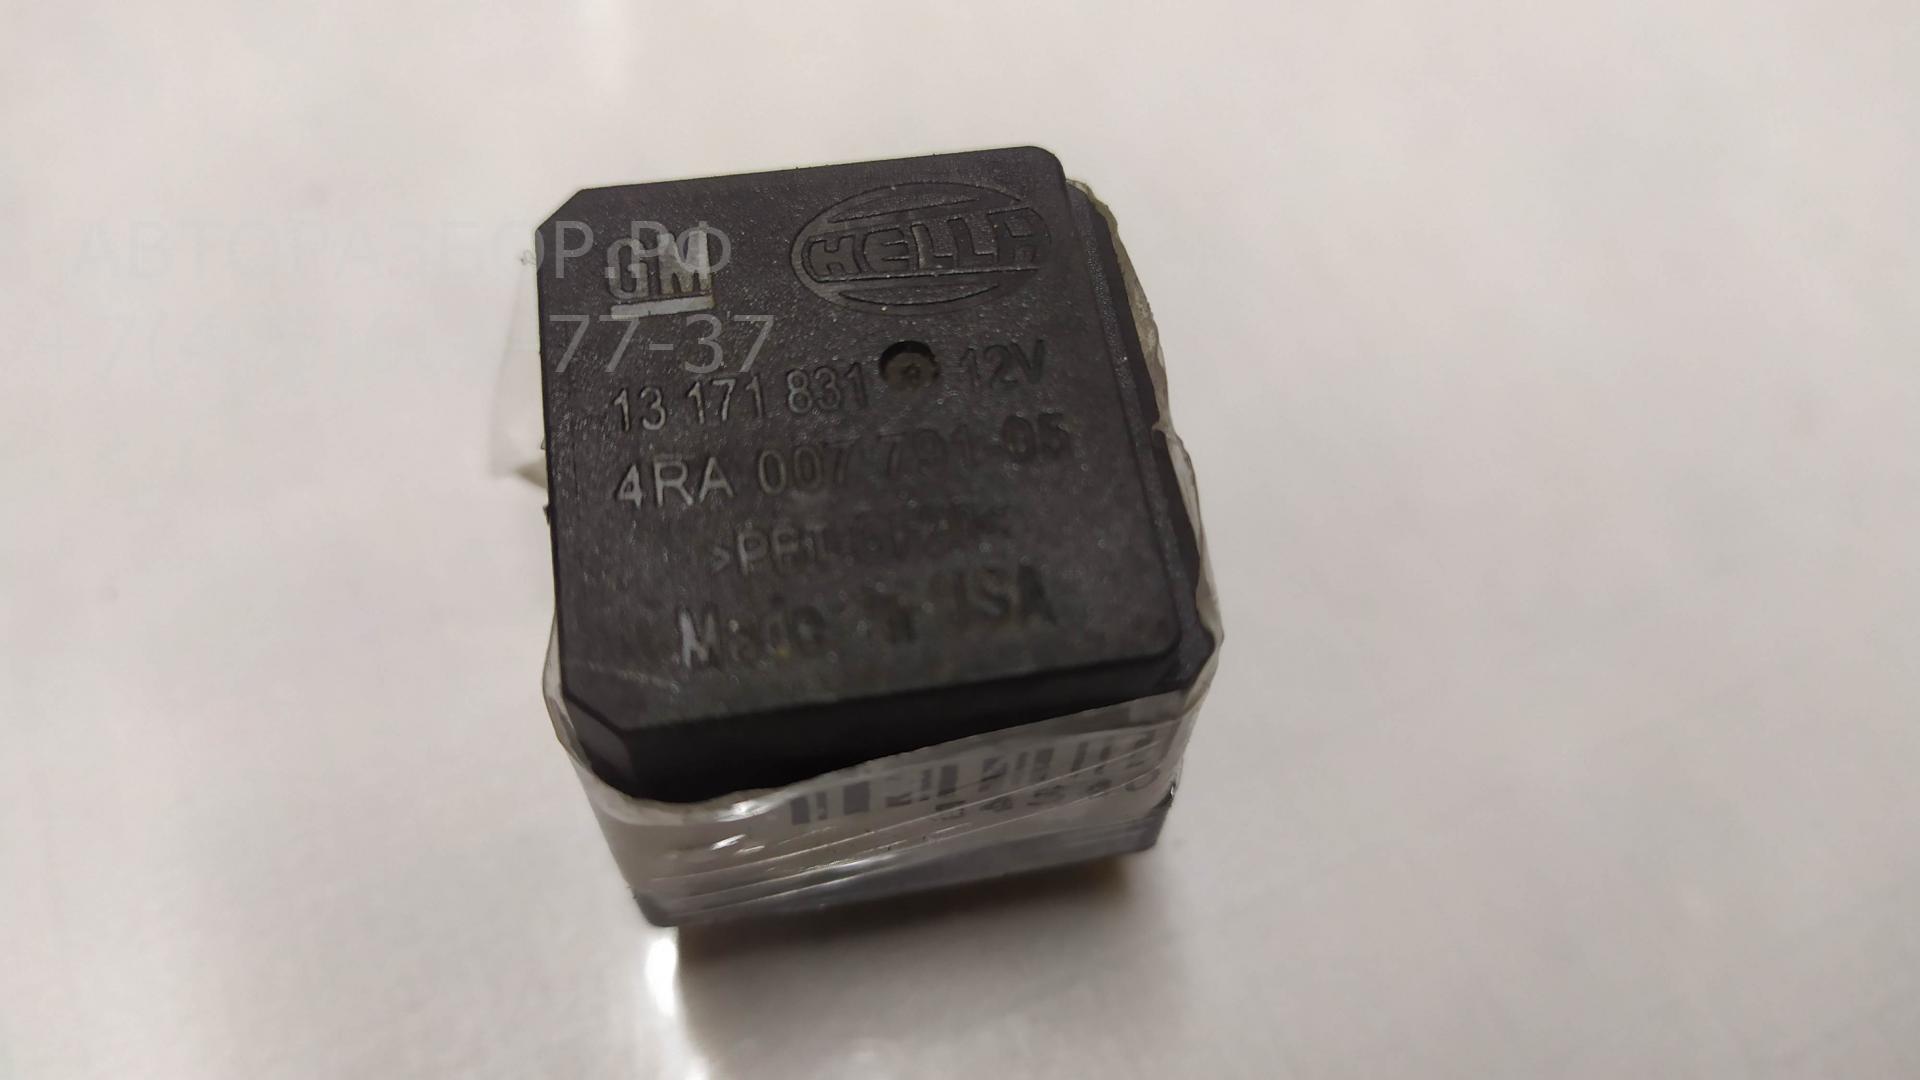 АВТОРАЗБОР.РФ
77-37
GM
HELLA
13 171 831 12V
4RA 007 791-05
Made in USA